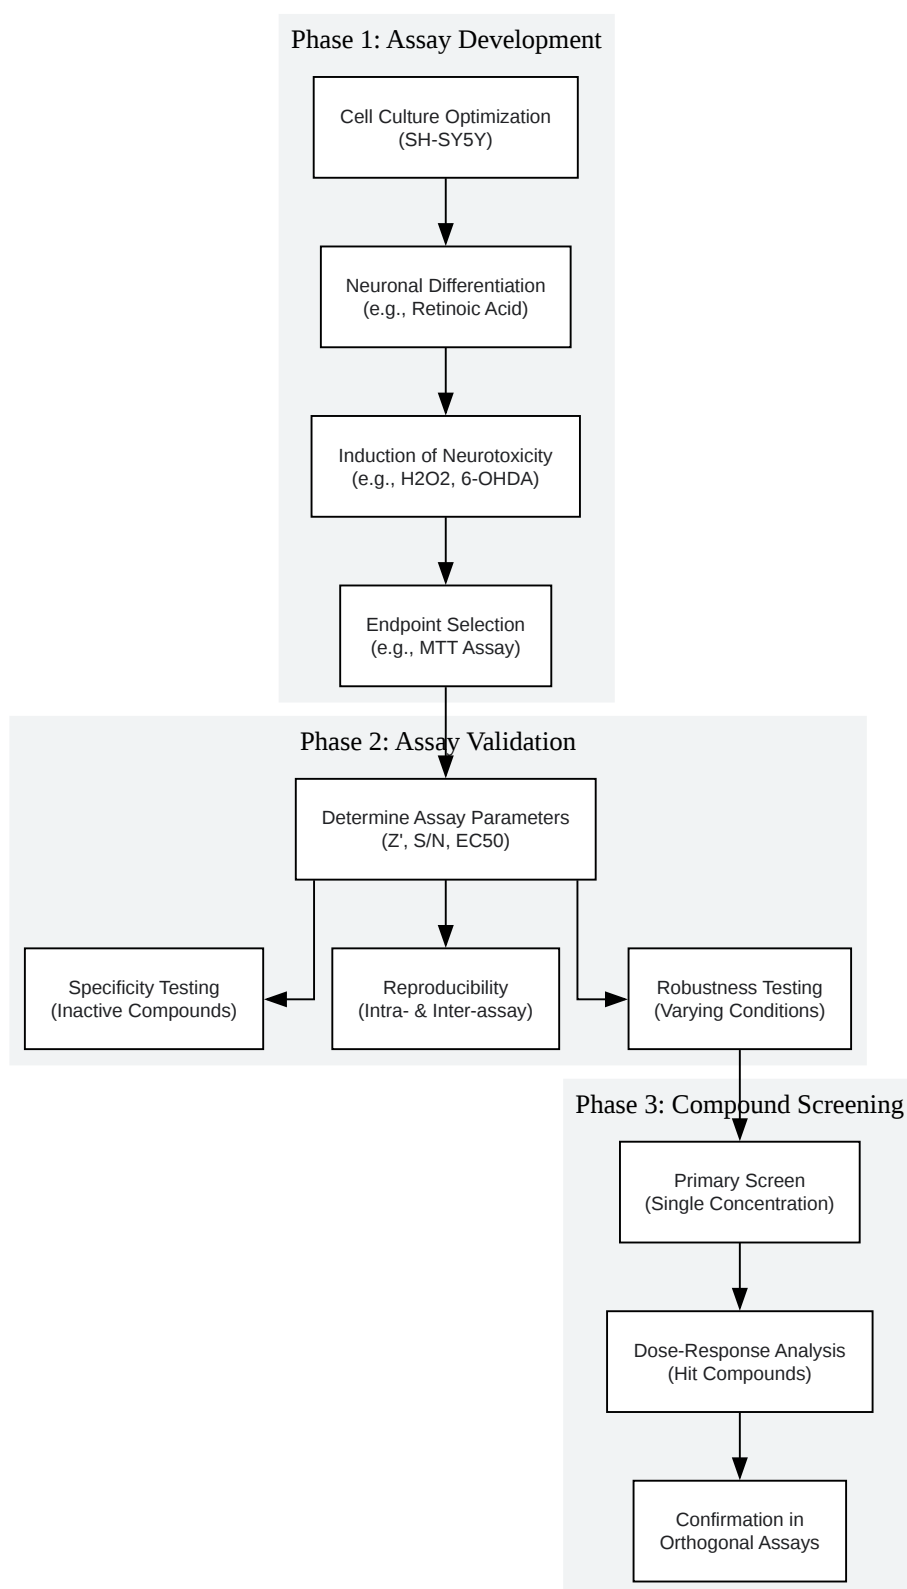 Phase 1: Assay Development
Cell Culture Optimization
(SH-SY5Y)
Neuronal Differentiation
(e.g., Retinoic Acid)
Induction of Neurotoxicity
(e.g., H2O2, 6-OHDA)
Endpoint Selection
(e.g., MTT Assay)
Phase 2: Assay Validation
Determine Assay Parameters
(Z', S/N, EC50)
Specificity Testing
(Inactive Compounds)
Reproducibility
(Intra- & Inter-assay)
Robustness Testing
(Varying Conditions)
Phase 3: Compound Screening
Primary Screen
(Single Concentration)
Dose-Response Analysis
(Hit Compounds)
Confirmation in
Orthogonal Assays